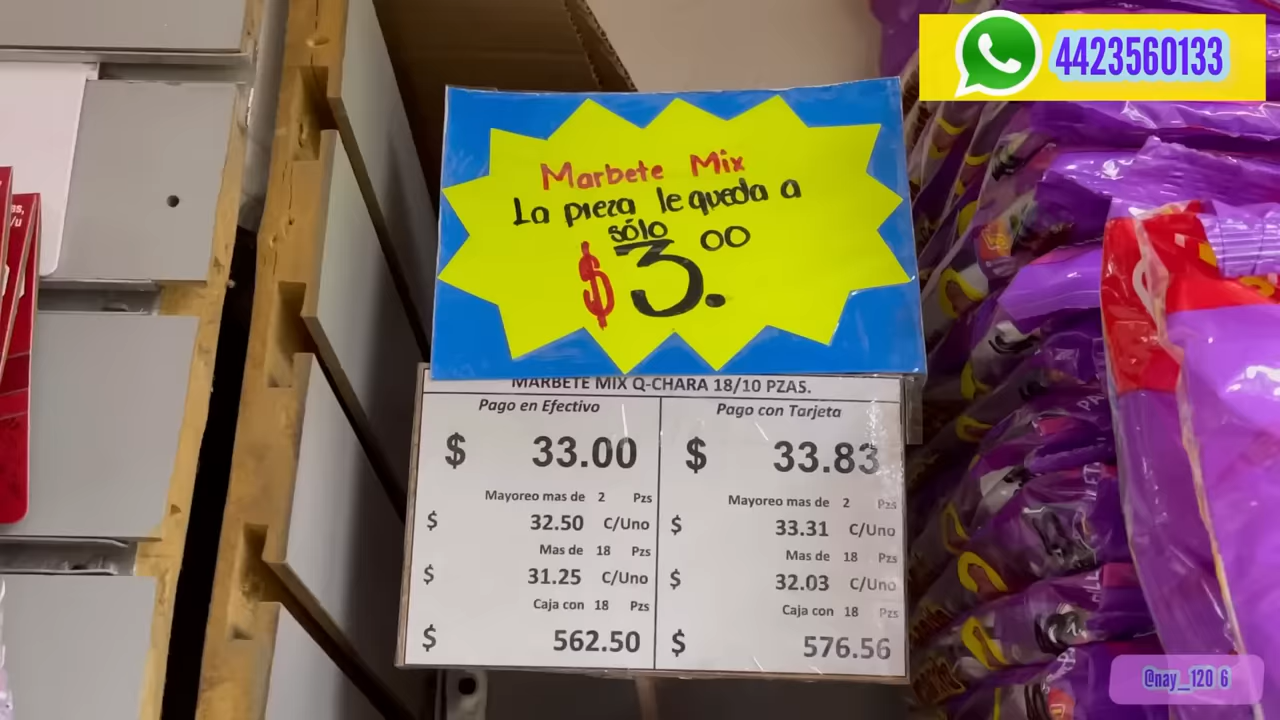 4423560133
Marbete Mix
La pieza le queda a
sólo
$3.00
MARBETE MIX Q-CHARA 18/10 PZAS.
Pago en Efectivo
$ 33.00
Mayoreo mas de 2 Pzs
$ 32.50 C/Uno
Mas de 18 Pzs
$ 31.25 C/Uno
Caja con 18 Pzs
$ 562.50
Pago con Tarjeta
$ 33.83
Mayoreo mas de 2 Pzs
$ 33.31 C/Uno
Mas de 18 Pzs
$ 32.03 C/Uno
Caja con 18 Pzs
$ 576.56
@nay_120 6